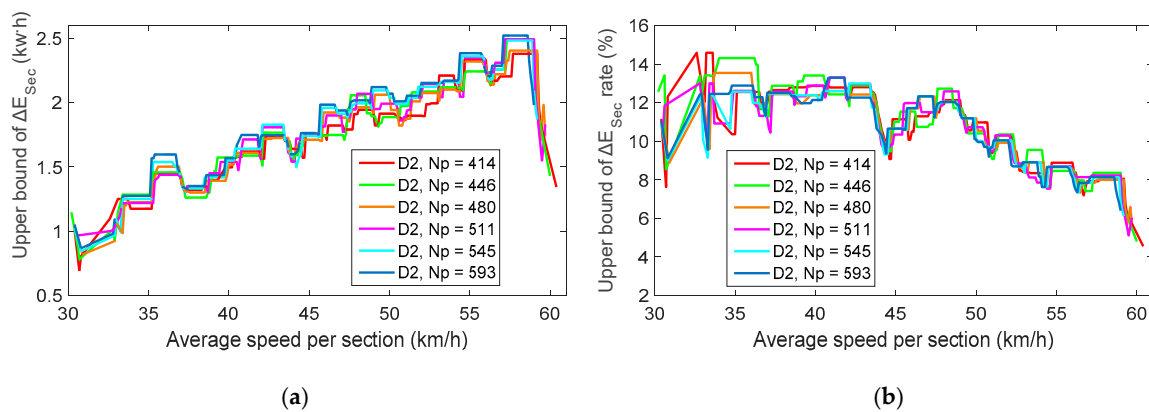 Upper bound of ΔE_Sec (kw·h)
2.5
2
1.5
1
0.5
30 35 40 45 50 55 60
Average speed per section (km/h)
D2, Np = 414
D2, Np = 446
D2, Np = 480
D2, Np = 511
D2, Np = 545
D2, Np = 593
(a)
Upper bound of ΔE_Sec rate (%)
16
14
12
10
8
6
4
2
30 35 40 45 50 55 60
Average speed per section (km/h)
D2, Np = 414
D2, Np = 446
D2, Np = 480
D2, Np = 511
D2, Np = 545
D2, Np = 593
(b)